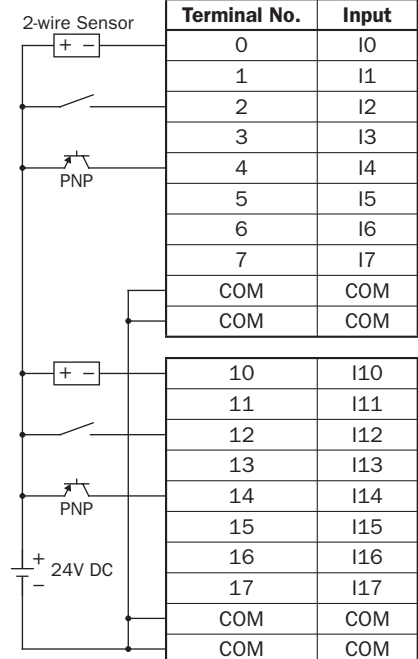 2-wire Sensor
Terminal No. Input
+ − 0 I0
1 I1
2 I2
3 I3
PNP 4 I4
5 I5
6 I6
7 I7
COM COM
COM COM
+ − 10 I10
11 I11
12 I12
13 I13
PNP 14 I14
15 I15
+ 24V DC − 16 I16
17 I17
COM COM
COM COM